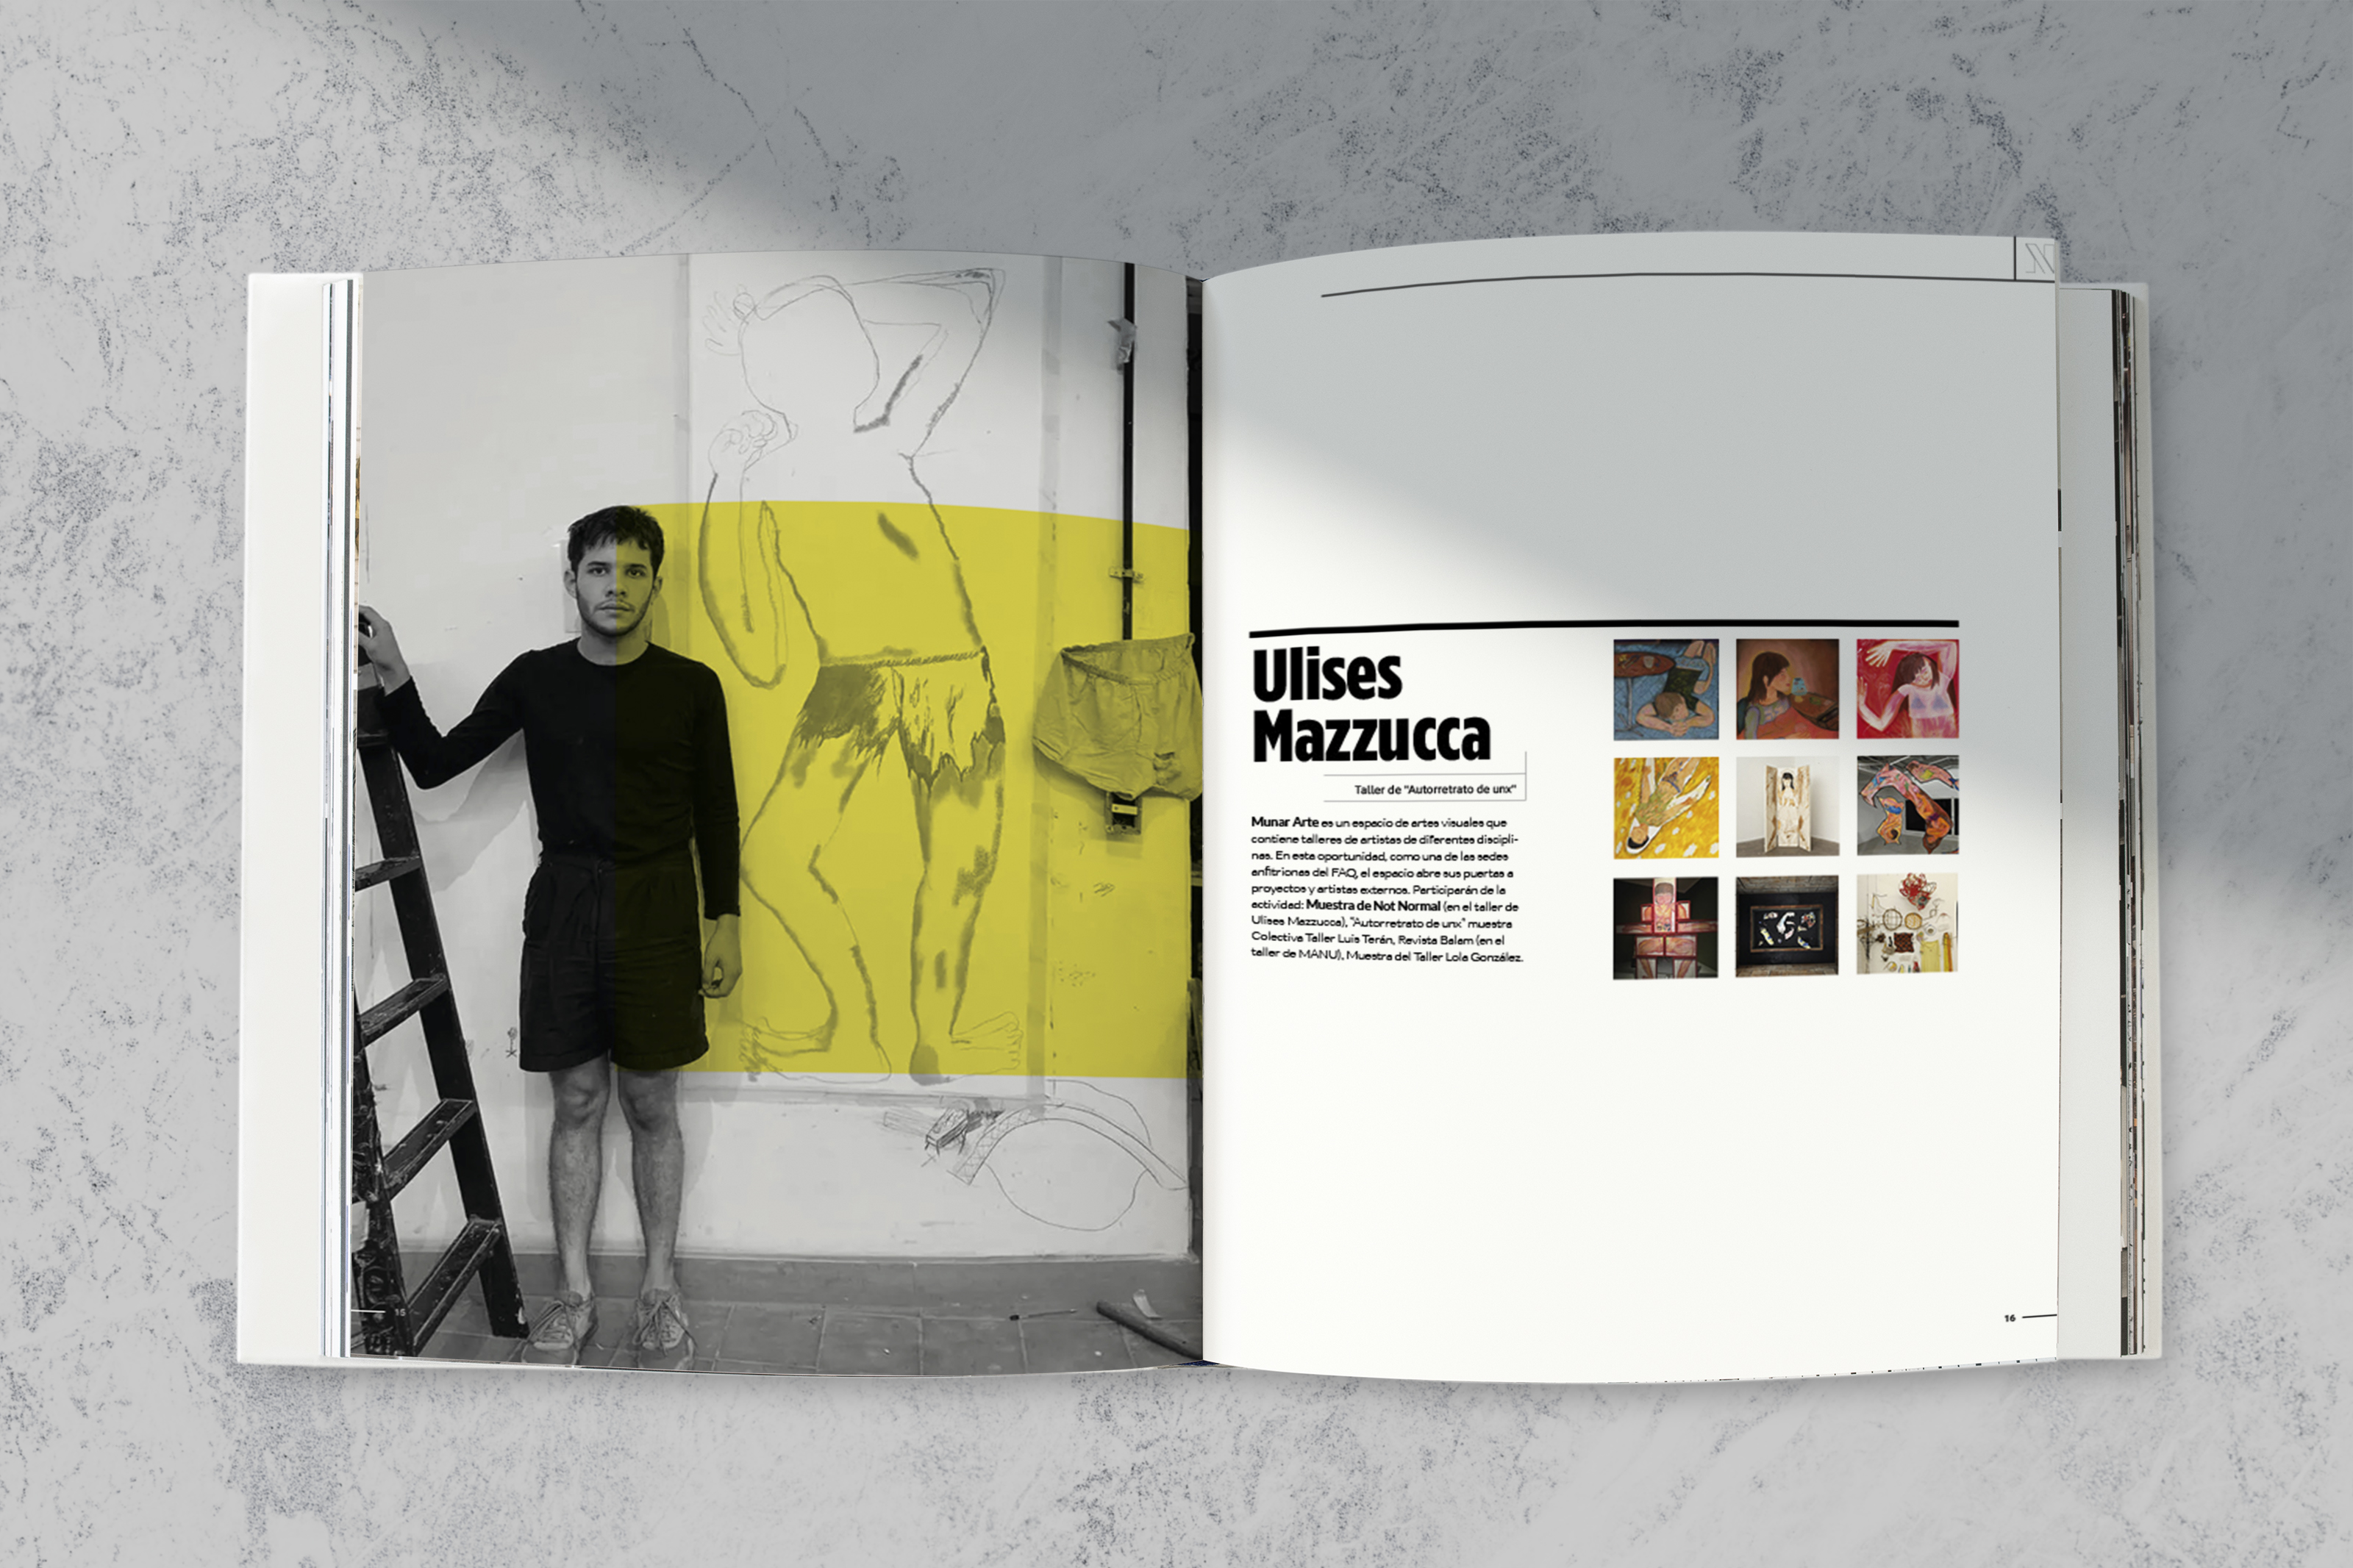 15
Ulises
Mazzucca
Taller de "Autorretrato de unx"
Munar Arte es un espacio de artes visuales que
contiene talleres de artistas de diferentes discipli-
nas. En esta oportunidad, como una de las sedes
anfitrionas del FAQ, el espacio abre sus puertas a
proyectos y artistas externos. Participarán de la
actividad: Muestra de Not Normal (en el taller de
Ulises Mazzucca), "Autorretrato de unx" muestra
Colectiva Taller Luis Terán, Revista Balam (en el
taller de MANU), Muestra del Taller Lola González.
16